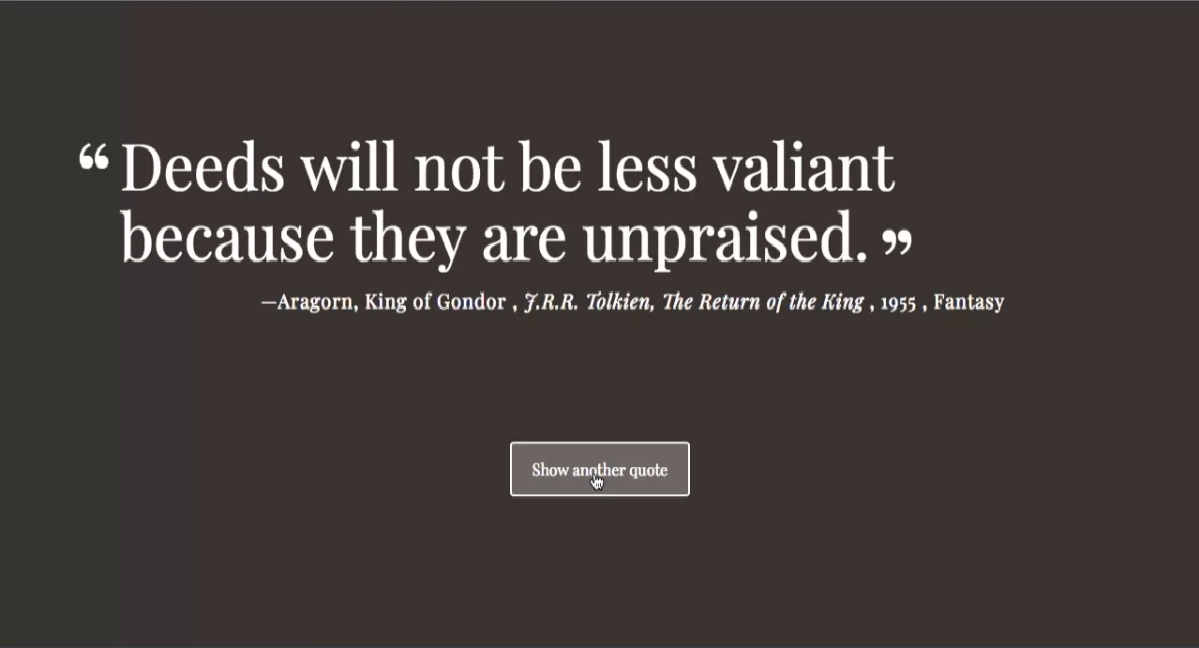 “ Deeds will not be less valiant
because they are unpraised. ”
—Aragorn, King of Gondor , J.R.R. Tolkien, The Return of the King , 1955 , Fantasy
Show another quote